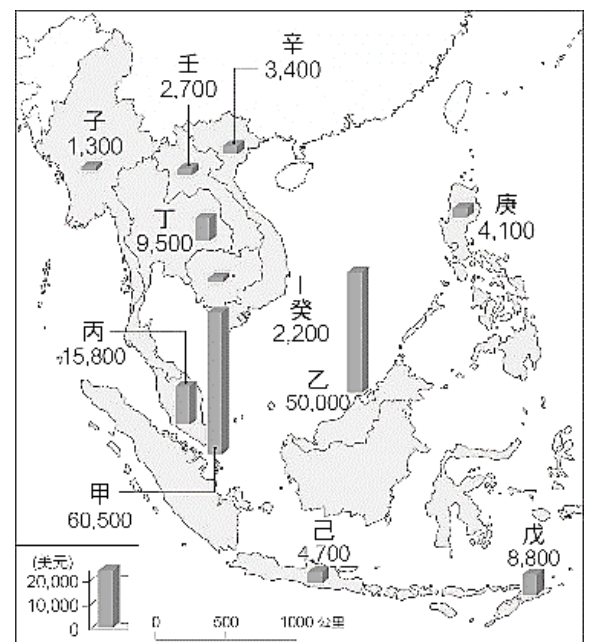 辛
3,400
壬
2,700
子
1,300
丁
9,500
庚
4,100
癸
2,200
丙
15,800
乙
50,000
甲
60,500
己
4,700
戊
8,800
(美元)
20,000
10,000
0
0 500 1000 公里